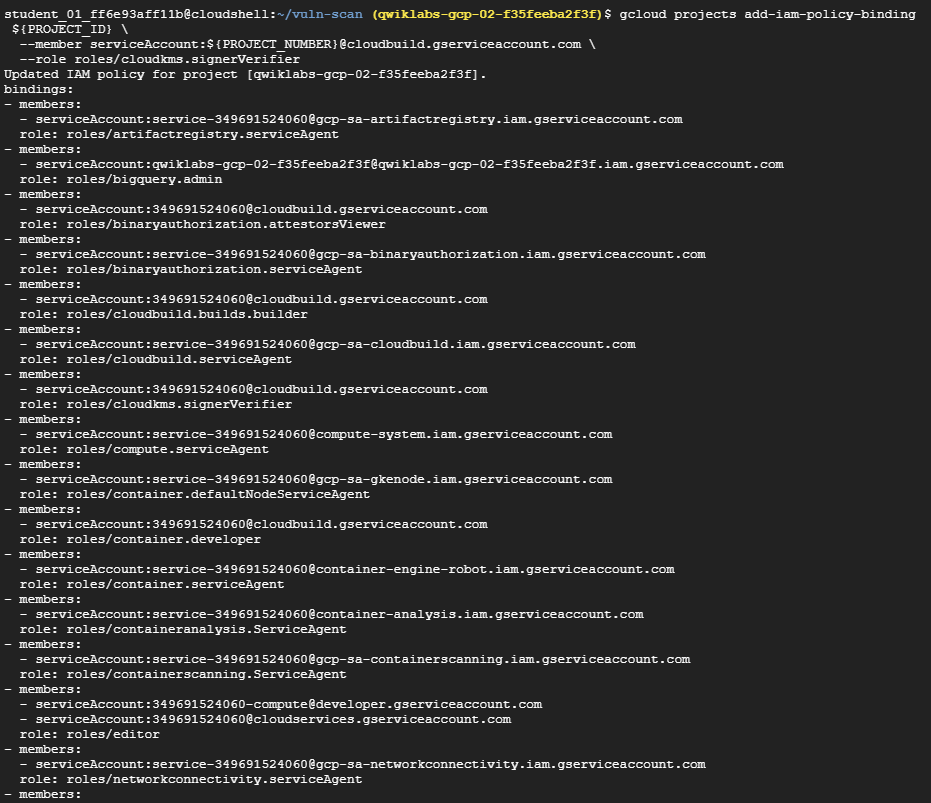 student_01_ff6e93aff11b@cloudshell:~/vuln-scan (qwiklabs-gcp-02-f35feeba2f3f)$ gcloud projects add-iam-policy-binding
${PROJECT_ID} \
--member serviceAccount:${PROJECT_NUMBER}@cloudbuild.gserviceaccount.com \
--role roles/cloudkms.signerVerifier
Updated IAM policy for project [qwiklabs-gcp-02-f35feeba2f3f].
bindings:
- members:
  - serviceAccount:service-349691524060@gcp-sa-artifactregistry.iam.gserviceaccount.com
  role: roles/artifactregistry.serviceAgent
- members:
  - serviceAccount:qwiklabs-gcp-02-f35feeba2f3f@qwiklabs-gcp-02-f35feeba2f3f.iam.gserviceaccount.com
  role: roles/bigquery.admin
- members:
  - serviceAccount:349691524060@cloudbuild.gserviceaccount.com
  role: roles/binaryauthorization.attestorsViewer
- members:
  - serviceAccount:service-349691524060@gcp-sa-binaryauthorization.iam.gserviceaccount.com
  role: roles/binaryauthorization.serviceAgent
- members:
  - serviceAccount:349691524060@cloudbuild.gserviceaccount.com
  role: roles/cloudbuild.builds.builder
- members:
  - serviceAccount:service-349691524060@gcp-sa-cloudbuild.iam.gserviceaccount.com
  role: roles/cloudbuild.serviceAgent
- members:
  - serviceAccount:349691524060@cloudbuild.gserviceaccount.com
  role: roles/cloudkms.signerVerifier
- members:
  - serviceAccount:service-349691524060@compute-system.iam.gserviceaccount.com
  role: roles/compute.serviceAgent
- members:
  - serviceAccount:service-349691524060@gcp-sa-gkenode.iam.gserviceaccount.com
  role: roles/container.defaultNodeServiceAgent
- members:
  - serviceAccount:349691524060@cloudbuild.gserviceaccount.com
  role: roles/container.developer
- members:
  - serviceAccount:service-349691524060@container-engine-robot.iam.gserviceaccount.com
  role: roles/container.serviceAgent
- members:
  - serviceAccount:service-349691524060@container-analysis.iam.gserviceaccount.com
  role: roles/containeranalysis.ServiceAgent
- members:
  - serviceAccount:service-349691524060@gcp-sa-containerscanning.iam.gserviceaccount.com
  role: roles/containerscanning.ServiceAgent
- members:
  - serviceAccount:349691524060-compute@developer.gserviceaccount.com
  - serviceAccount:349691524060@cloudservices.gserviceaccount.com
  role: roles/editor
- members:
  - serviceAccount:service-349691524060@gcp-sa-networkconnectivity.iam.gserviceaccount.com
  role: roles/networkconnectivity.serviceAgent
- members: